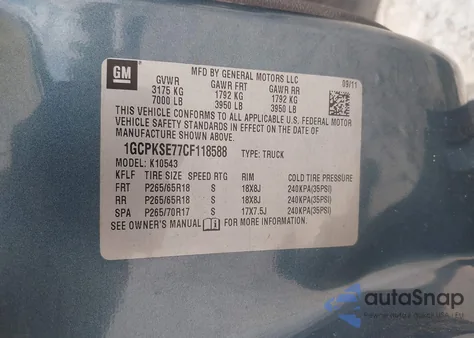 GM
MFD BY GENERAL MOTORS LLC
GVWR GAWR FRT GAWR RR 09/11
3175 KG 1792 KG 1792 KG
7000 LB 3950 LB 3950 LB
THIS VEHICLE CONFORMS TO ALL APPLICABLE U.S. FEDERAL MOTOR
VEHICLE SAFETY, BUMPER, AND THEFT PREVENTION STANDARDS IN
EFFECT ON THE DATE OF MANUFACTURE SHOWN ABOVE.
1GCPKSE77CF118588 TYPE: TRUCK
MODEL: K10543
KFLF TIRE SIZE SPEED RTG RIM COLD TIRE PRESSURE
FRT P265/65R18 S 18X8J 240KPA(35PSI)
RR P265/65R18 S 18X8J 240KPA(35PSI)
SPA P265/70R17 S 17X7.5J 240KPA(35PSI)
SEE OWNER'S MANUAL FOR MORE INFORMATION.
autoSnap